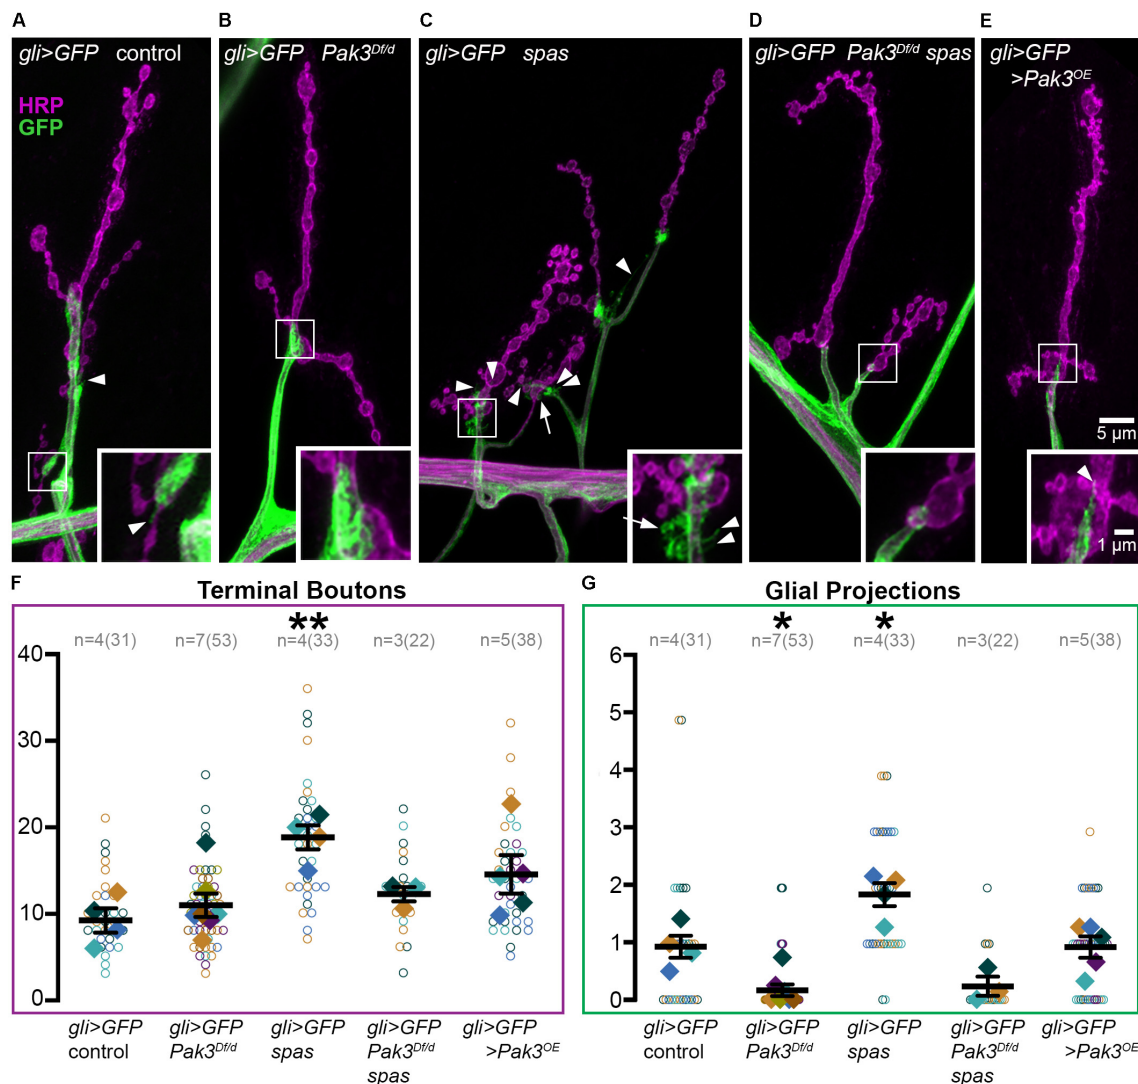 A
B
C
D
E
gli>GFP control
gli>GFP Pak3Df/d
gli>GFP spas
gli>GFP Pak3Df/d spas
gli>GFP
>Pak3OE
HRP
GFP
5 μm
1 μm
F
Terminal Boutons
**
n=4(31)
n=7(53)
n=4(33)
n=3(22)
n=5(38)
40
30
20
10
0
gli>GFP
control
gli>GFP
Pak3Df/d
gli>GFP
spas
gli>GFP
Pak3Df/d
spas
gli>GFP
>Pak3OE
G
Glial Projections
*
*
n=4(31)
n=7(53)
n=4(33)
n=3(22)
n=5(38)
6
5
4
3
2
1
0
gli>GFP
control
gli>GFP
Pak3Df/d
gli>GFP
spas
gli>GFP
Pak3Df/d
spas
gli>GFP
>Pak3OE